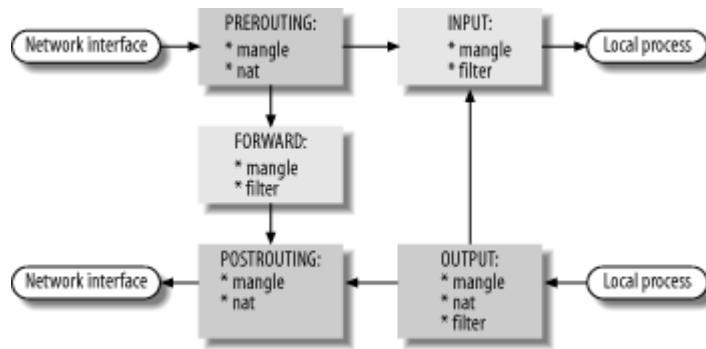 Network interface
PREROUTING:
* mangle
* nat
INPUT:
* mangle
* filter
Local process
FORWARD:
* mangle
* filter
Network interface
POSTROUTING:
* mangle
* nat
OUTPUT:
* mangle
* nat
* filter
Local process